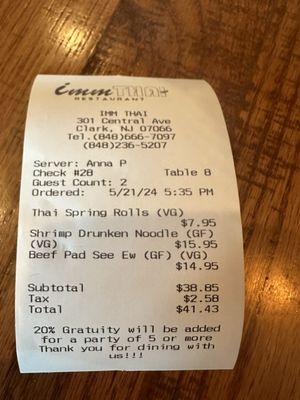 imm THAI
RESTAURANT
IMM THAI
301 Central Ave
Clark, NJ 07066
Tel.(848)666-7097
(848)236-5207
Server: Anna P
Check #28 Table 8
Guest Count: 2
Ordered: 5/21/24 5:35 PM
Thai Spring Rolls (VG)
$7.95
Shrimp Drunken Noodle (GF)
(VG) $15.95
Beef Pad See Ew (GF) (VG)
$14.95
Subtotal $38.85
Tax $2.58
Total $41.43
20% Gratuity will be added
for a party of 5 or more
Thank you for dining with
us!!!